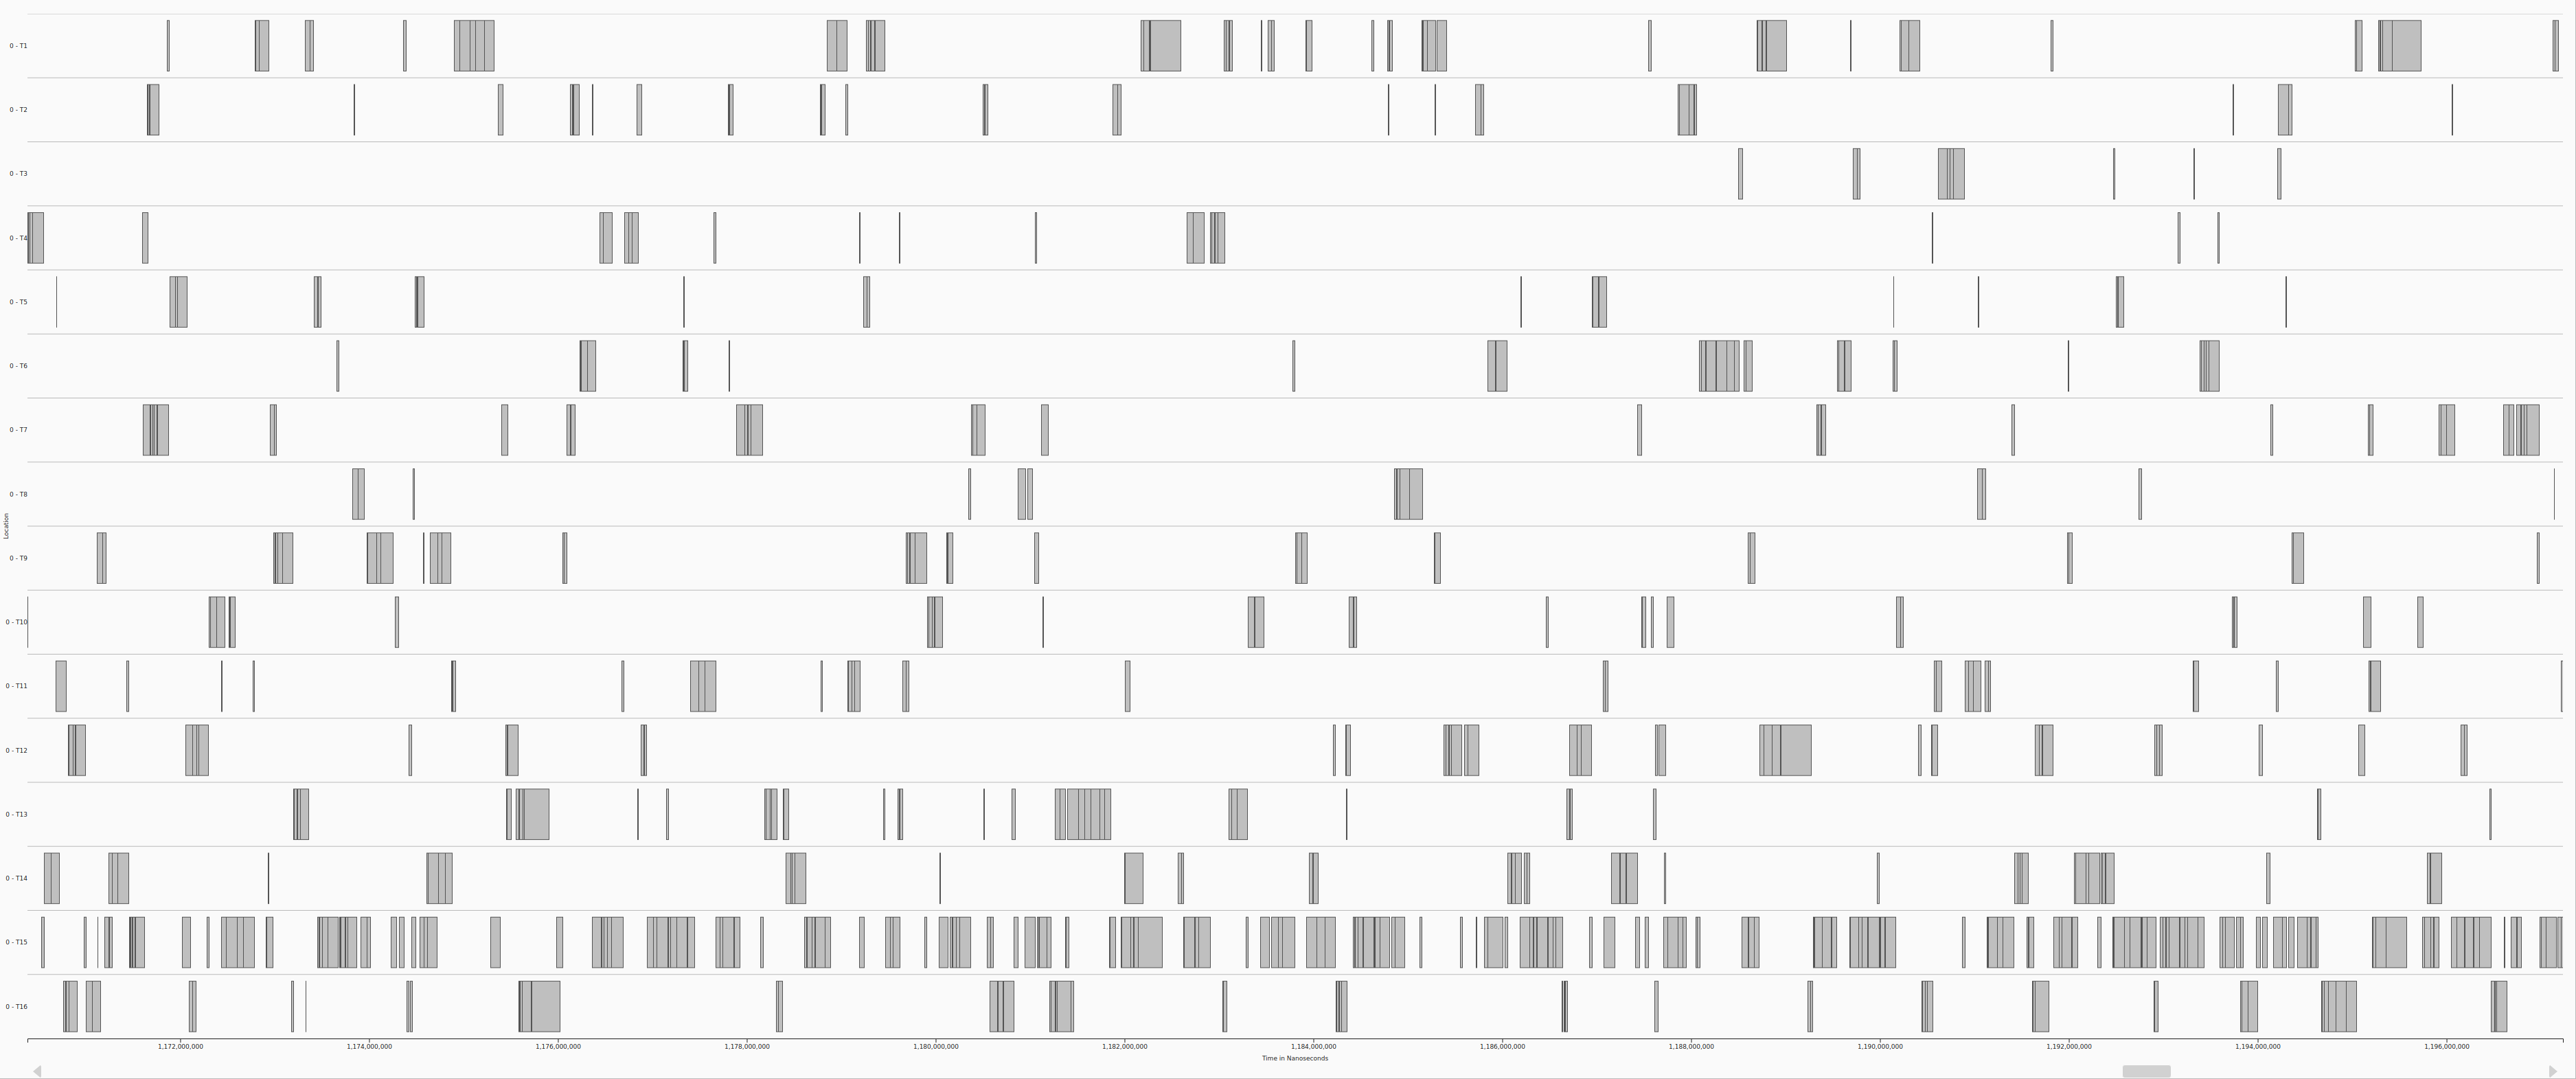 0 - T1
0 - T2
0 - T3
0 - T4
0 - T5
0 - T6
0 - T7
0 - T8
Location
0 - T9
0 - T10
0 - T11
0 - T12
0 - T13
0 - T14
0 - T15
0 - T16
1,172,000,000 1,174,000,000 1,176,000,000 1,178,000,000 1,180,000,000 1,182,000,000 1,184,000,000 1,186,000,000 1,188,000,000 1,190,000,000 1,192,000,000 1,194,000,000 1,196,000,000
Time in Nanoseconds